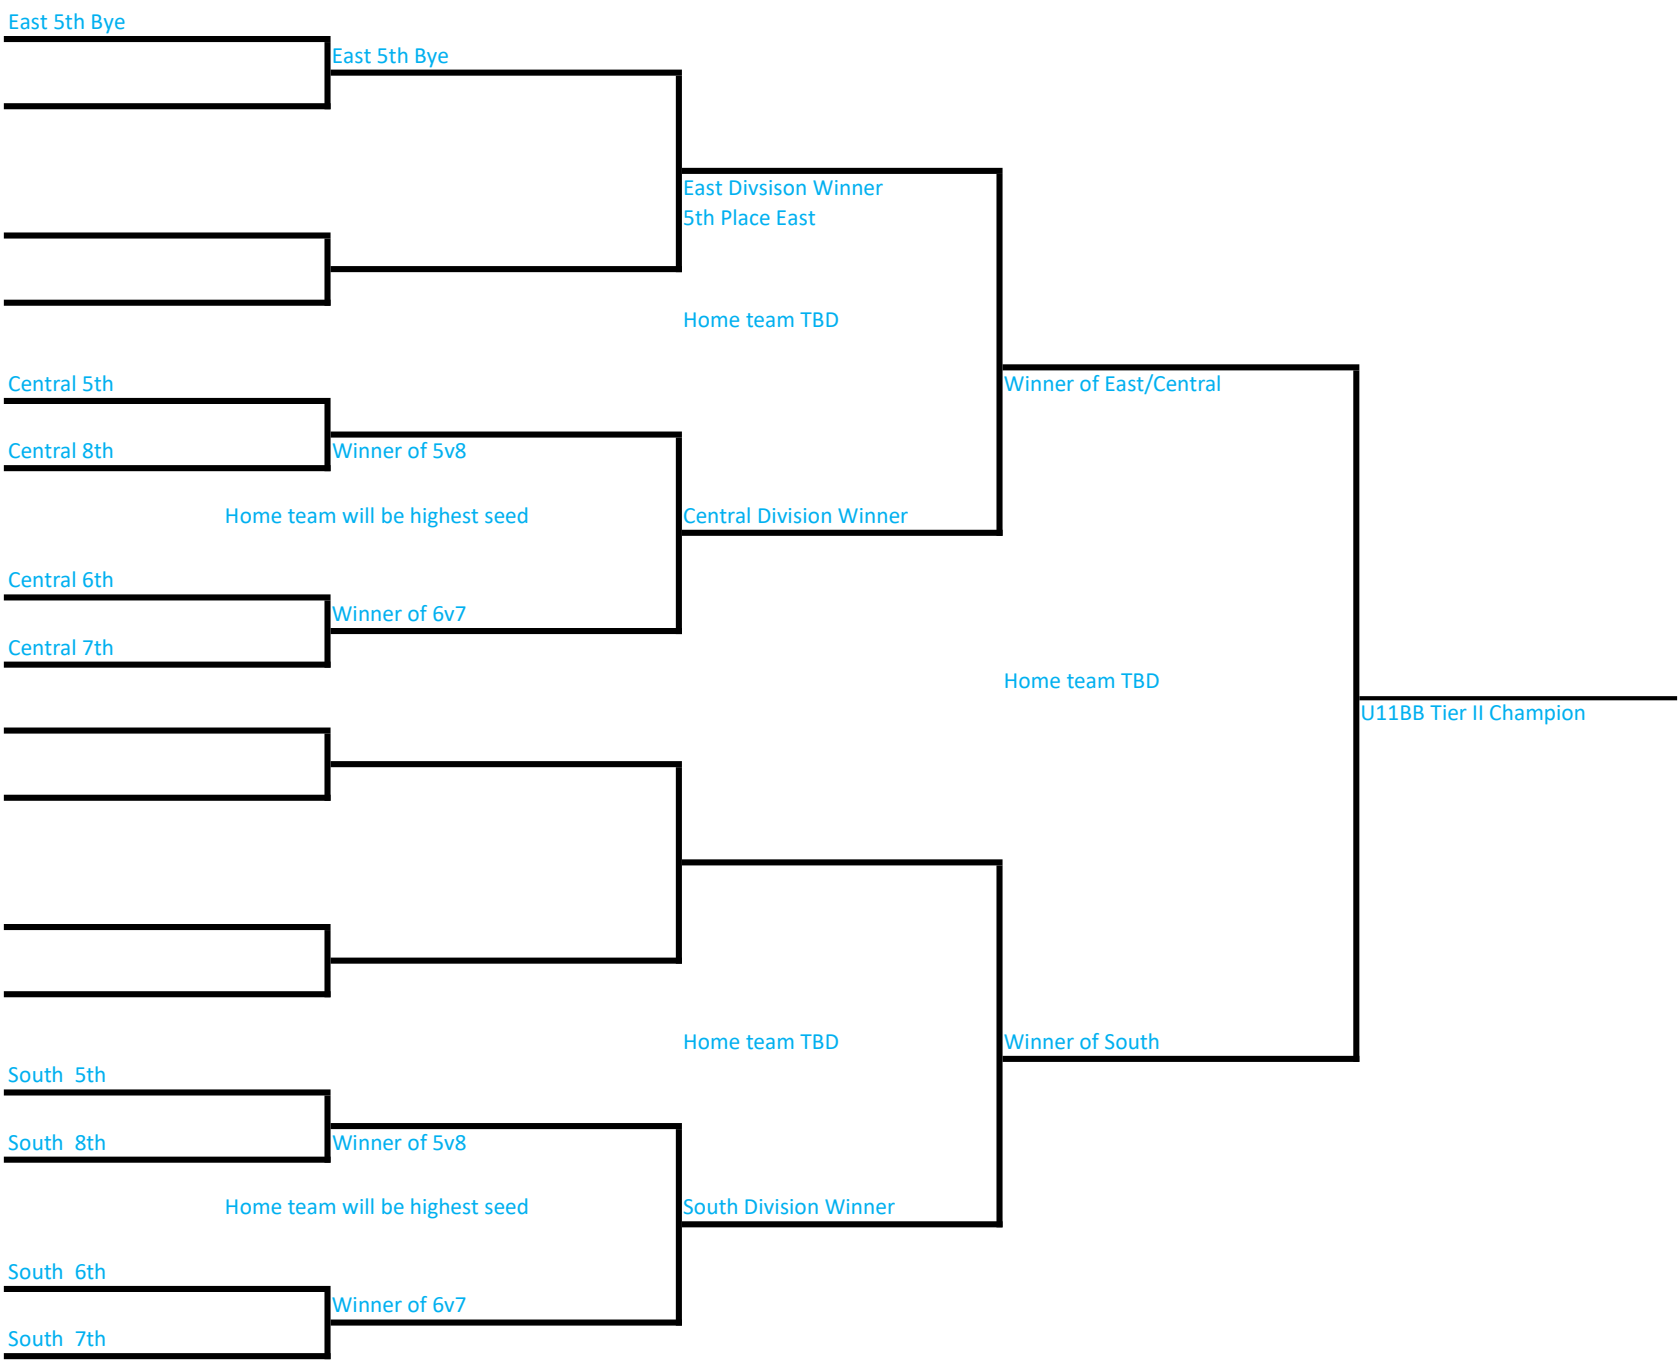 East 5th Bye
East 5th Bye
East Divsison Winner
5th Place East
Home team TBD
Central 5th
Winner of East/Central
Central 8th
Winner of 5v8
Home team will be highest seed
Central Division Winner
Central 6th
Winner of 6v7
Central 7th
Home team TBD
U11BB Tier II Champion
Home team TBD
Winner of South
South  5th
South  8th
Winner of 5v8
Home team will be highest seed
South Division Winner
South  6th
Winner of 6v7
South  7th